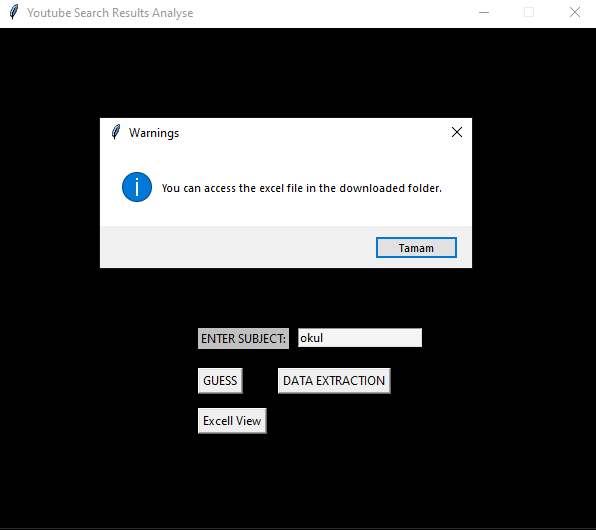 Youtube Search Results Analyse
Warnings
You can access the excel file in the downloaded folder.
Tamam
ENTER SUBJECT: okul
GUESS DATA EXTRACTION
Excell View